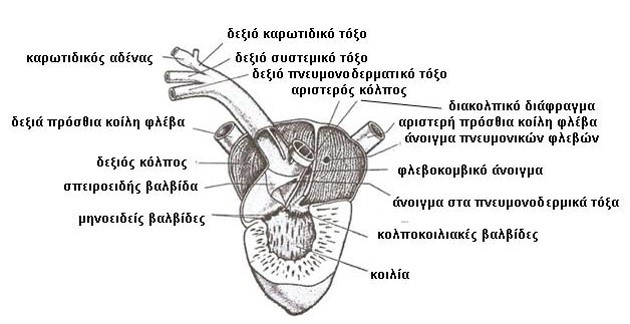 δεξιό καρωτιδικό τόξο
καρωτιδικός αδένας
δεξιό συστεμικό τόξο
δεξιό πνευμονοδερματικό τόξο
αριστερός κόλπος
διακολπικό διάφραγμα
δεξιά πρόσθια κοίλη φλέβα
αριστερή πρόσθια κοίλη φλέβα
άνοιγμα πνευμονικών φλεβών
δεξιός κόλπος
φλεβοκομβικό άνοιγμα
σπειροειδής βαλβίδα
άνοιγμα στα πνευμονοδερμικά τόξα
μηνοειδείς βαλβίδες
κολποκοιλιακές βαλβίδες
κοιλία